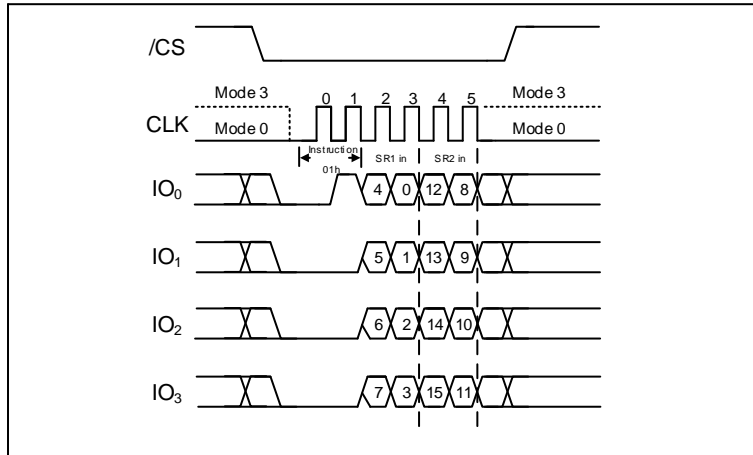 /CS
Mode 3
0 1 2 3 4 5
Mode 3
CLK
Mode 0
Mode 0
Instruction
01h
SR1 in
SR2 in
IO0
4 0 12 8
IO1
5 1 13 9
IO2
6 2 14 10
IO3
7 3 15 11